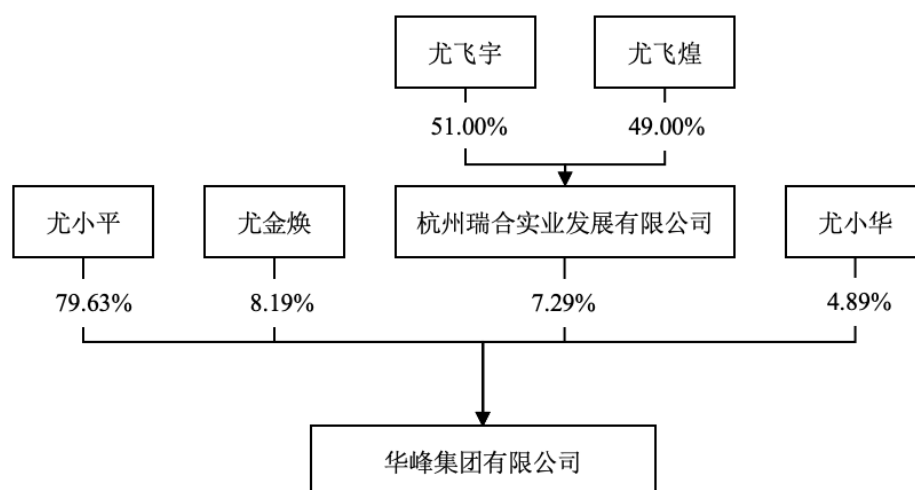 尤飞宇 尤飞煌
51.00% 49.00%
尤小平 尤金焕 杭州瑞合实业发展有限公司 尤小华
79.63% 8.19% 7.29% 4.89%
华峰集团有限公司